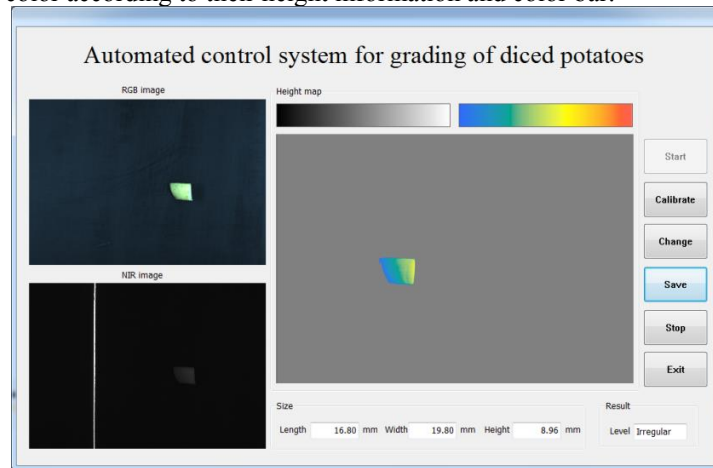 color according to their height information and color bar.
Automated control system for grading of diced potatoes
RGB image
Height map
NIR image
Start
Calibrate
Change
Save
Stop
Exit
Size
Length 16.80 mm Width 19.80 mm Height 8.96 mm
Result
Level Irregular